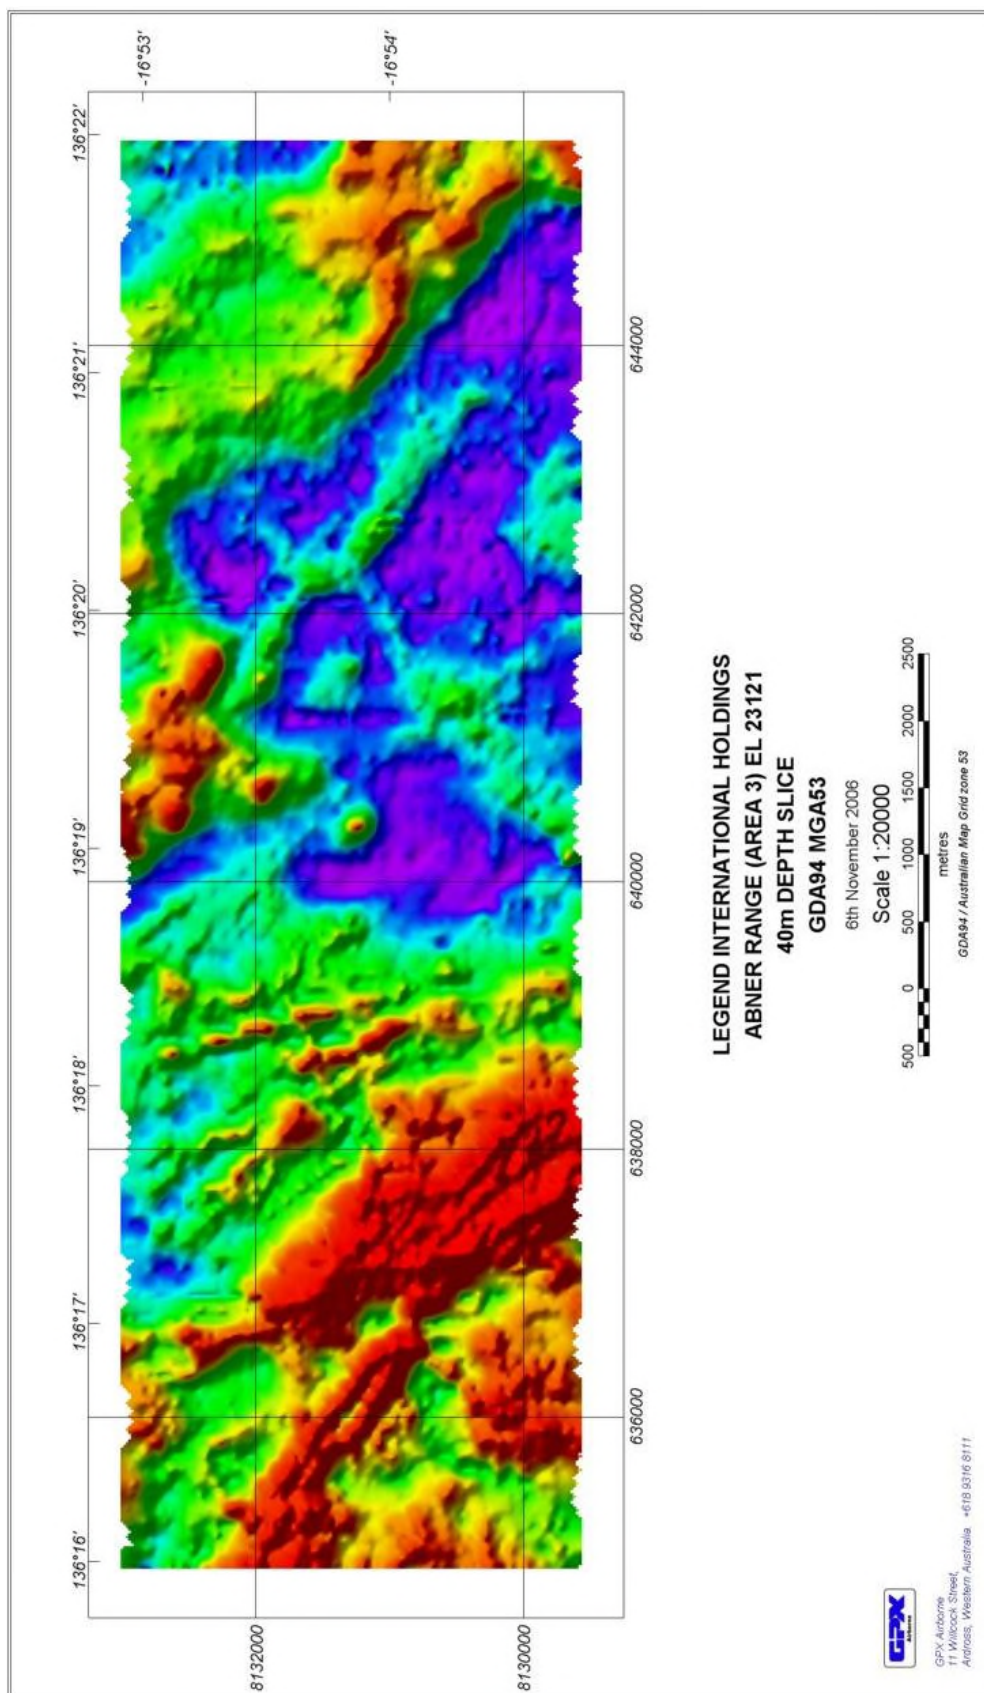 136°16'
136°17'
136°18'
136°19'
136°20'
136°21'
136°22'
-16°53'
-16°54'
8132000
8130000
636000
638000
640000
642000
644000
LEGEND INTERNATIONAL HOLDINGS
ABNER RANGE (AREA 3) EL 23121
40m DEPTH SLICE
GDA94 MGA53
6th November 2006
Scale 1:20000
500 0 500 1000 1500 2000 2500
metres
GDA94 / Australian Map Grid zone 53
GPX
Airborne
GPX Airborne
11 Willcock Street,
Ardross, Western Australia +618 9316 8111